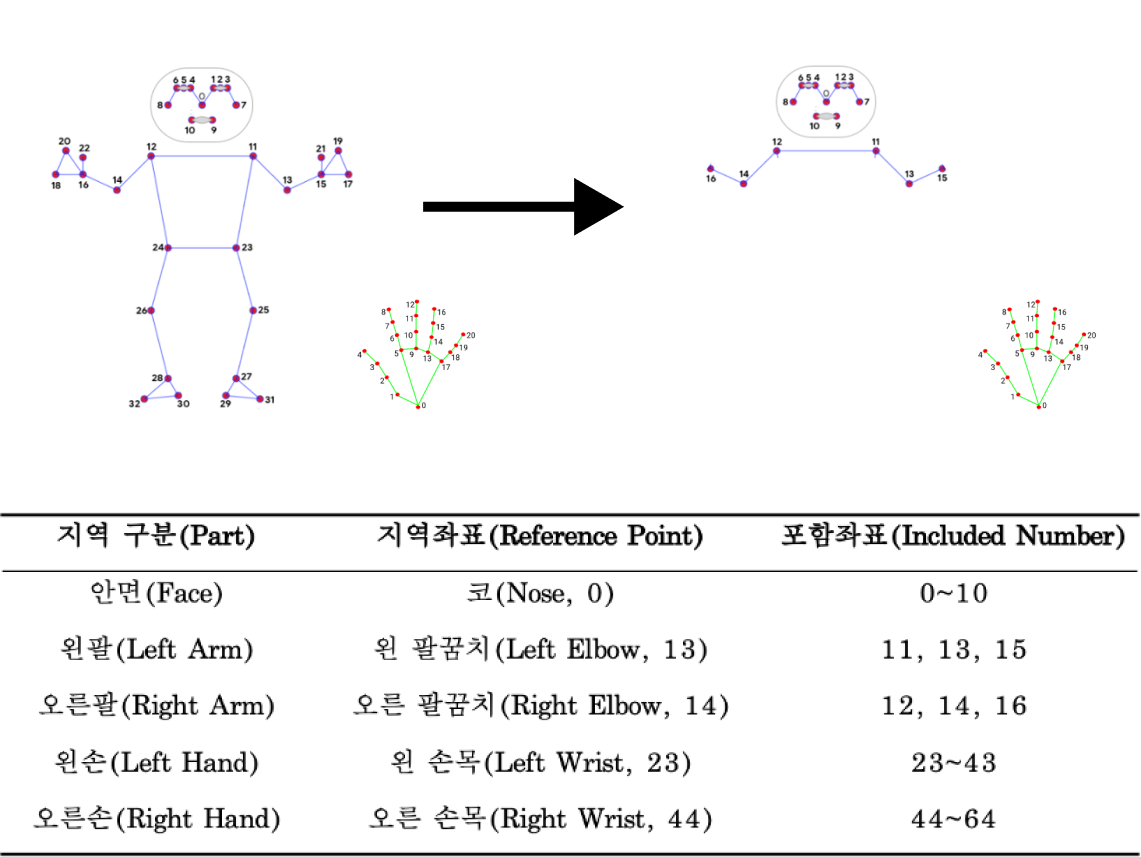 6 5 4 1 2 3
8 0 7
10 9
20 22 12 11 21 19
18 16 14 13 15 17
24 23
26 25
28 27
32 30 29 31
8 12 16
7 11 15 20
6 10 14 19
4 5 9 13 18
3 17
2
1
0
6 5 4 1 2 3
8 0 7
10 9
12 11
16 14 13 15
8 12 16
7 11 15 20
6 10 14 19
4 5 9 13 18
3 17
2
1
0
지역 구분(Part) 지역좌표(Reference Point) 포함좌표(Included Number)
안면(Face) 코(Nose, 0) 0~10
왼팔(Left Arm) 왼 팔꿈치(Left Elbow, 13) 11, 13, 15
오른팔(Right Arm) 오른 팔꿈치(Right Elbow, 14) 12, 14, 16
왼손(Left Hand) 왼 손목(Left Wrist, 23) 23~43
오른손(Right Hand) 오른 손목(Right Wrist, 44) 44~64